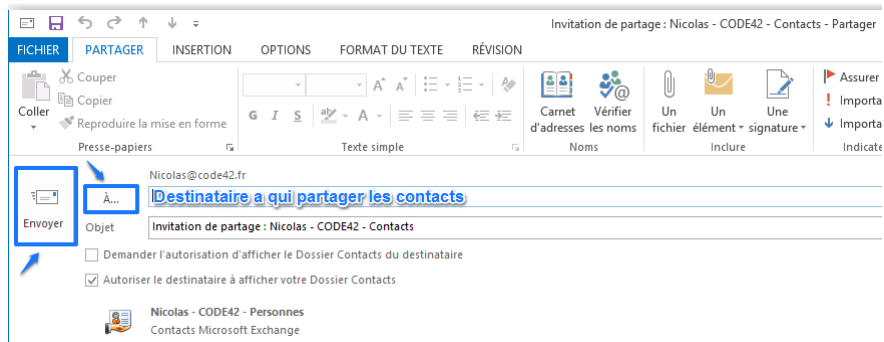 Invitation de partage : Nicolas - CODE42 - Contacts - Partager
FICHIER PARTAGER INSERTION OPTIONS FORMAT DU TEXTE RÉVISION
Coller
Couper
Copier
Reproduire la mise en forme
Presse-papiers
G I S aby A
A A
Texte simple
Carnet d'adresses
Vérifier les noms
Noms
Un fichier
Un élément
Une signature
Inclure
Assurer
Importa
Importa
Indicate
Envoyer
Nicolas@code42.fr
À...
Destinataire a qui partager les contacts
Objet
Invitation de partage : Nicolas - CODE42 - Contacts
Demander l'autorisation d'afficher le Dossier Contacts du destinataire
Autoriser le destinataire à afficher votre Dossier Contacts
Nicolas - CODE42 - Personnes
Contacts Microsoft Exchange